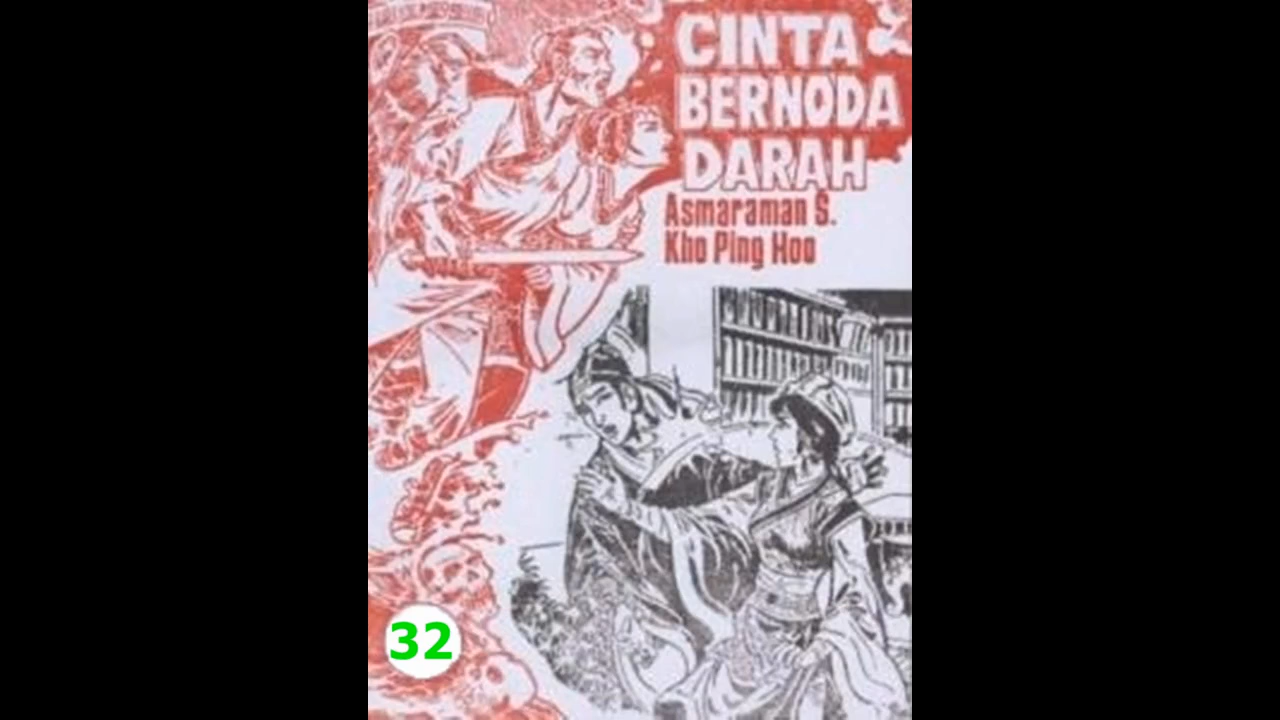 CINTA
BERNODA
DARAH
Asmaraman S.
Kho Ping Hoo
32